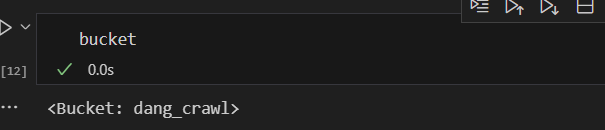 bucket
[12]
0.0s
<Bucket: dang_crawl>